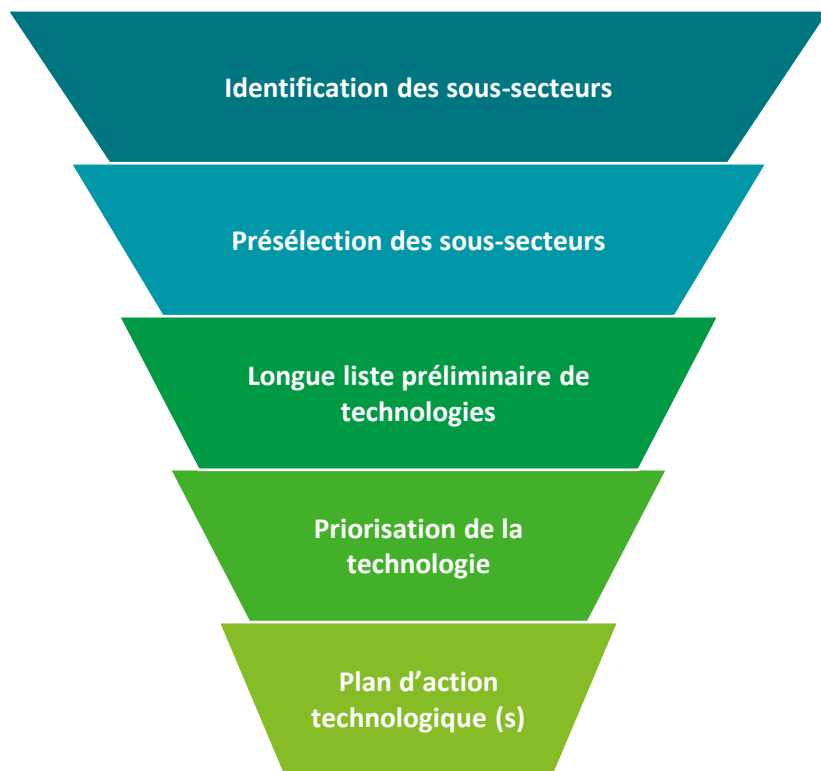 Identification des sous-secteurs
Présélection des sous-secteurs
Longue liste préliminaire de
technologies
Priorisation de la
technologie
Plan d’action
technologique (s)